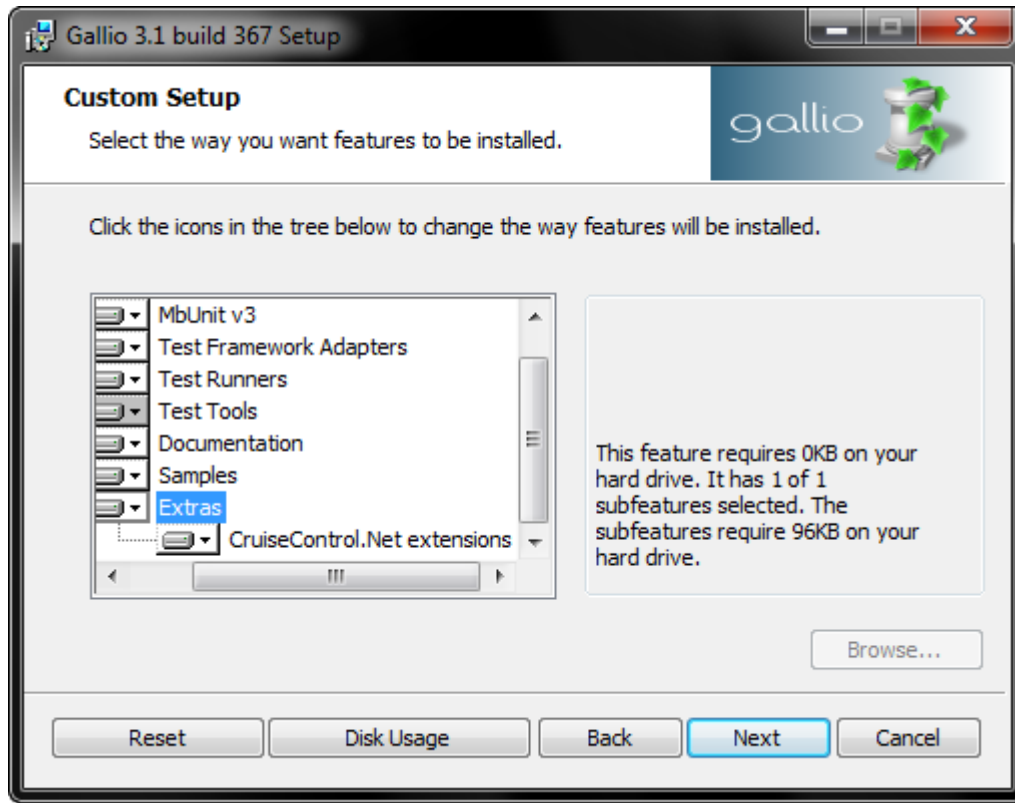 Gallio 3.1 build 367 Setup
Custom Setup
Select the way you want features to be installed.
gallio
Click the icons in the tree below to change the way features will be installed.
MbUnit v3
Test Framework Adapters
Test Runners
Test Tools
Documentation
Samples
Extras
CruiseControl.Net extensions
This feature requires 0KB on your
hard drive. It has 1 of 1
subfeatures selected. The
subfeatures require 96KB on your
hard drive.
Browse...
Reset
Disk Usage
Back
Next
Cancel